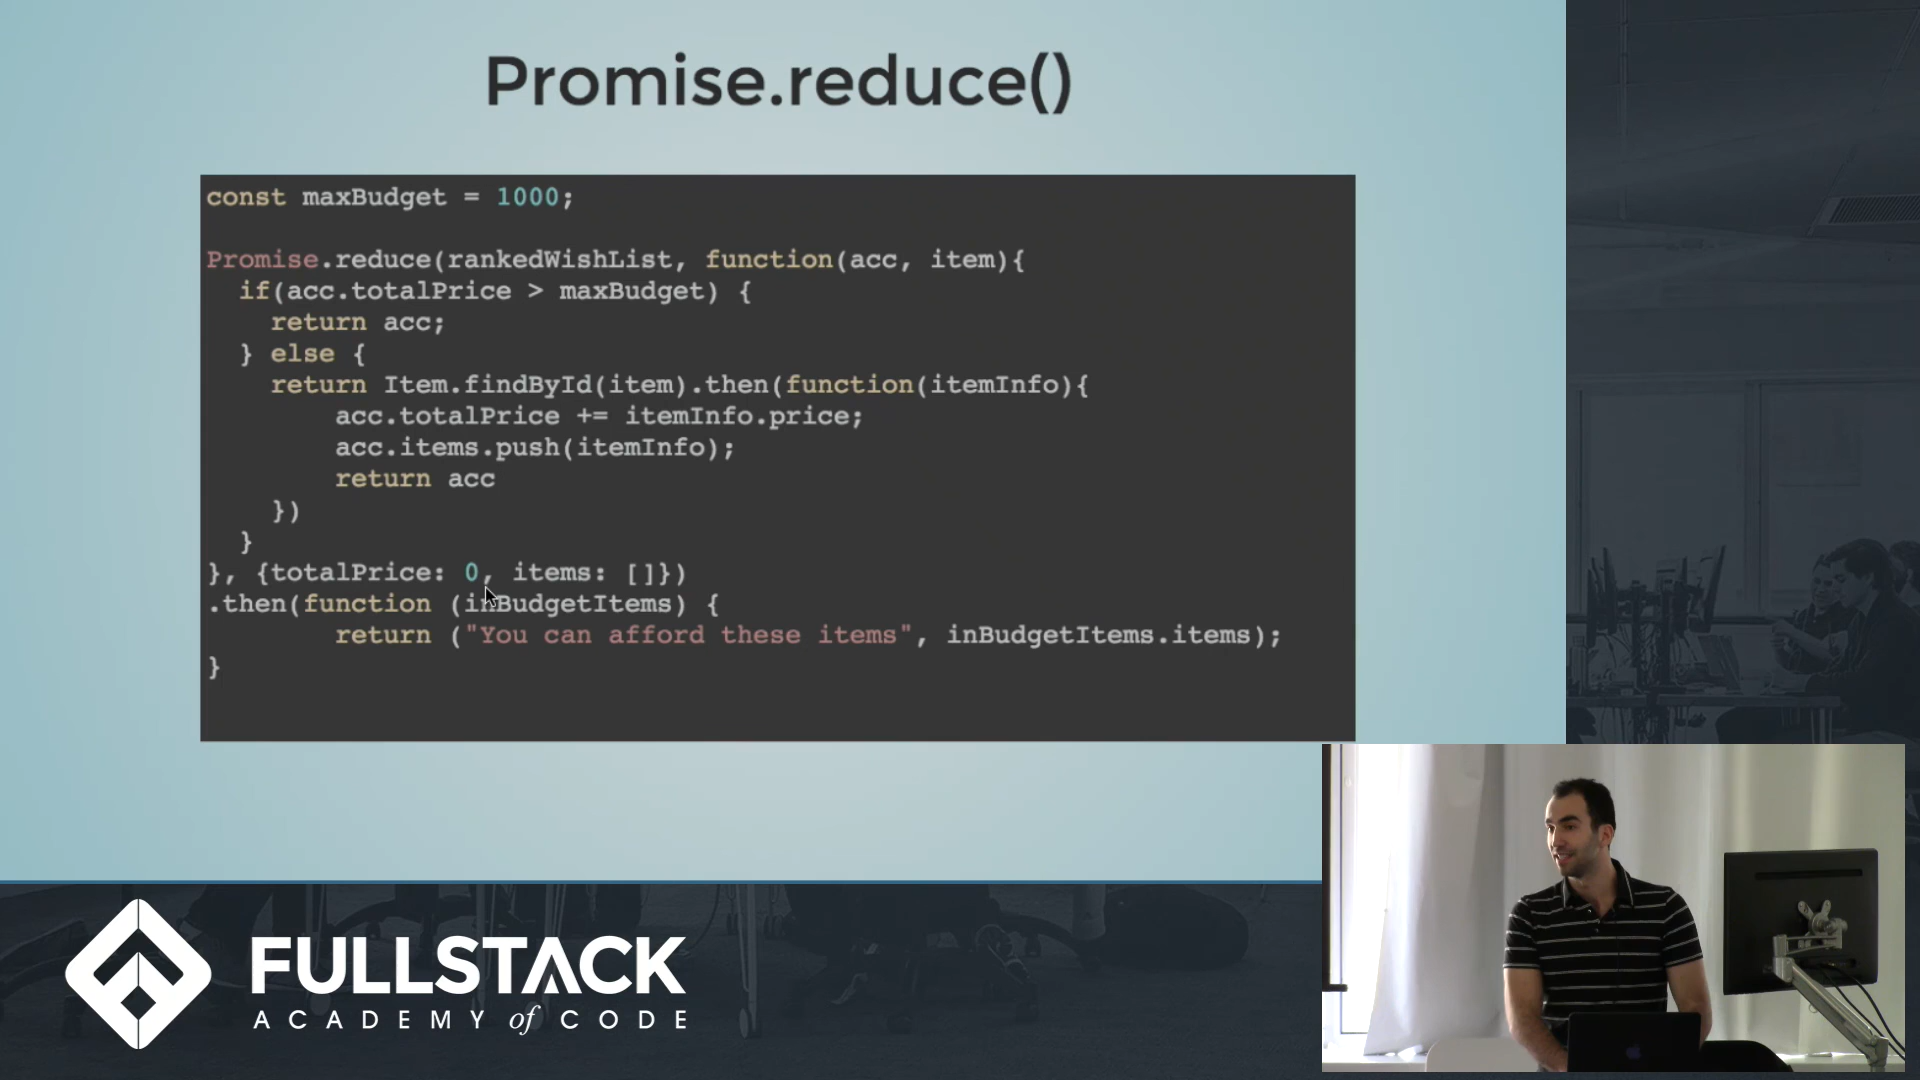 Promise.reduce()
const maxBudget = 1000;
Promise.reduce(rankedWishList, function(acc, item){
  if(acc.totalPrice > maxBudget) {
    return acc;
  } else {
    return Item.findById(item).then(function(itemInfo){
        acc.totalPrice += itemInfo.price;
        acc.items.push(itemInfo);
        return acc
    })
  }
}, {totalPrice: 0, items: []})
.then(function (inBudgetItems) {
        return ("You can afford these items", inBudgetItems.items);
}
FULLSTACK
ACADEMY of CODE